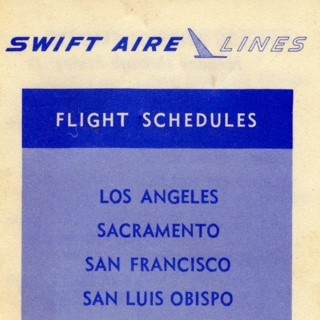 SWIFT AIRE LINES
FLIGHT SCHEDULES
LOS ANGELES
SACRAMENTO
SAN FRANCISCO
SAN LUIS OBISPO